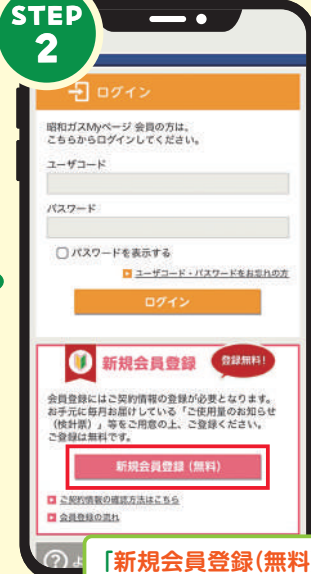 STEP
2
ログイン
昭和ガスMyページ 会員の方は、
こちらからログインしてください。
ユーザコード
パスワード
パスワードを表示する
ユーザコード・パスワードをお忘れの方
ログイン
新規会員登録
登録無料!
会員登録にはご契約情報の登録が必要となります。
お手元に毎月お届けしている「ご使用量のお知らせ
(検針票)」等をご用意の上、ご登録ください。
ご登録は無料です。
新規会員登録(無料)
ご契約情報の確認方法はこちら
会員登録の流れ
? よ
「新規会員登録(無料